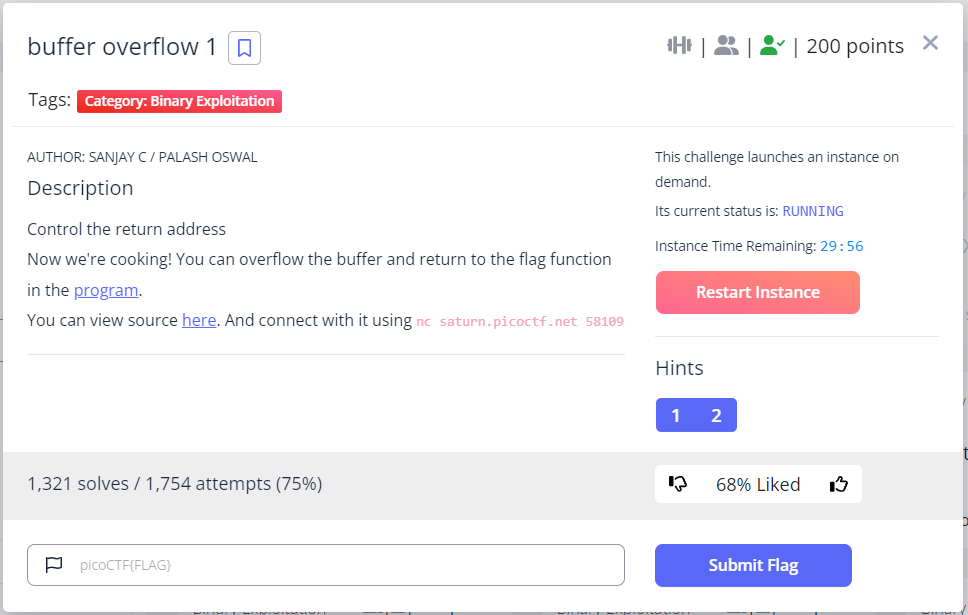 buffer overflow 1
| | | 200 points
Tags: Category: Binary Exploitation
AUTHOR: SANJAY C / PALASH OSWAL
Description
Control the return address
Now we're cooking! You can overflow the buffer and return to the flag function
in the program.
You can view source here. And connect with it using nc saturn.picoctf.net 58109
This challenge launches an instance on
demand.
Its current status is: RUNNING
Instance Time Remaining: 29:56
Restart Instance
Hints
1 2
1,321 solves / 1,754 attempts (75%)
68% Liked
picoCTF{FLAG}
Submit Flag